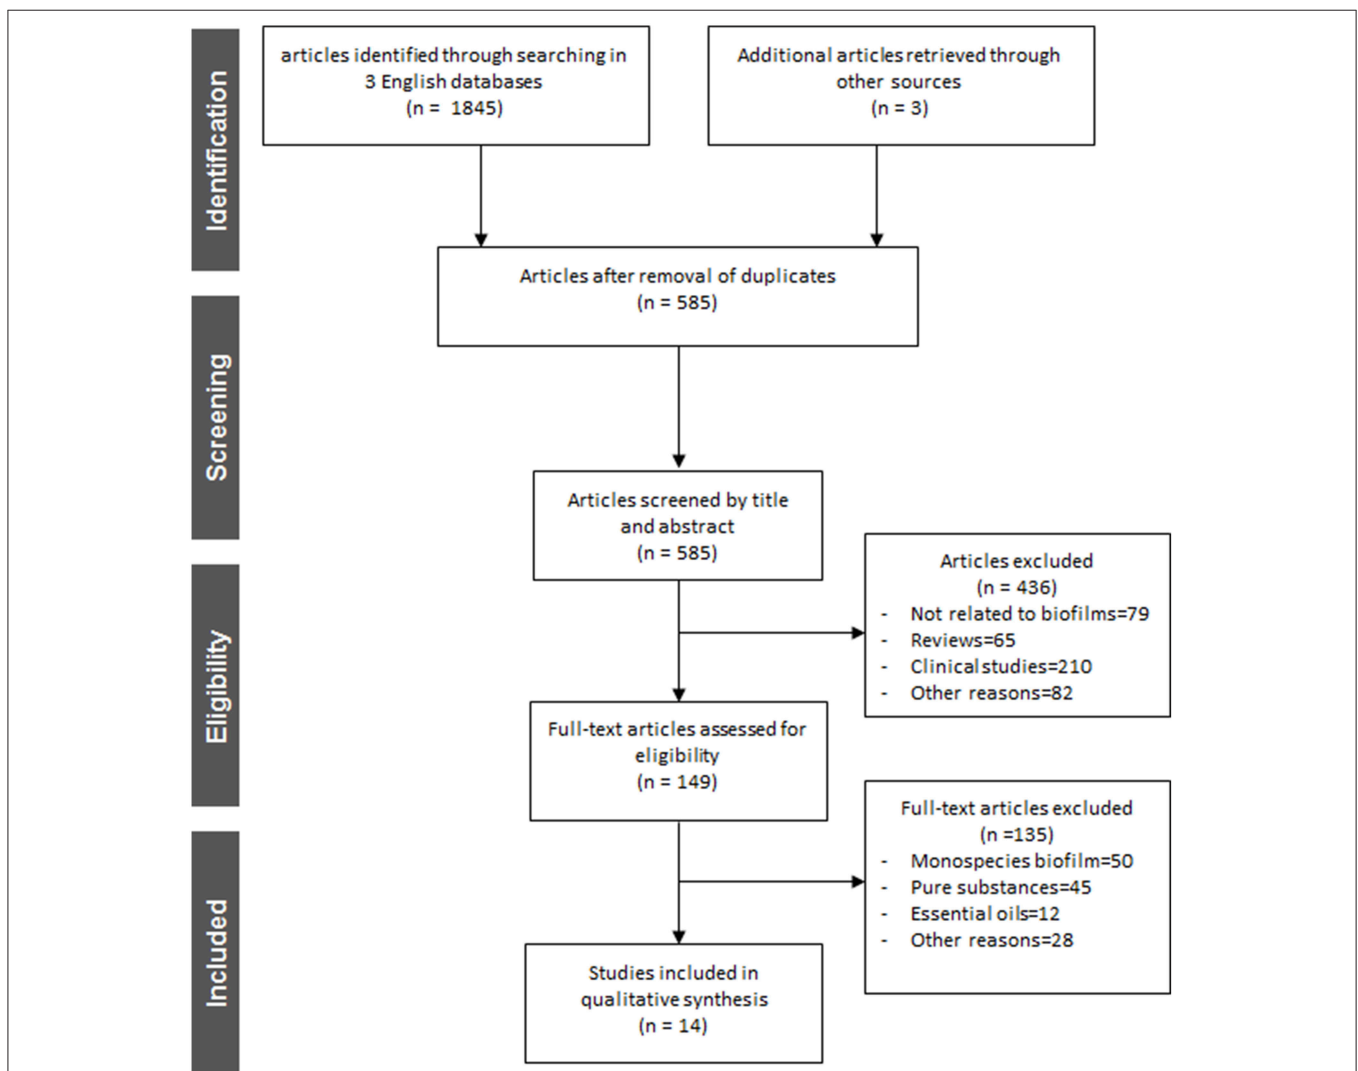 Identification
articles identified through searching in
3 English databases
(n = 1845)
Additional articles retrieved through
other sources
(n = 3)
Articles after removal of duplicates
(n = 585)
Screening
Articles screened by title
and abstract
(n = 585)
Articles excluded
(n = 436)
- Not related to biofilms=79
- Reviews=65
- Clinical studies=210
- Other reasons=82
Eligibility
Full-text articles assessed for
eligibility
(n = 149)
Full-text articles excluded
(n =135)
- Monospecies biofilm=50
- Pure substances=45
- Essential oils=12
- Other reasons=28
Included
Studies included in
qualitative synthesis
(n = 14)